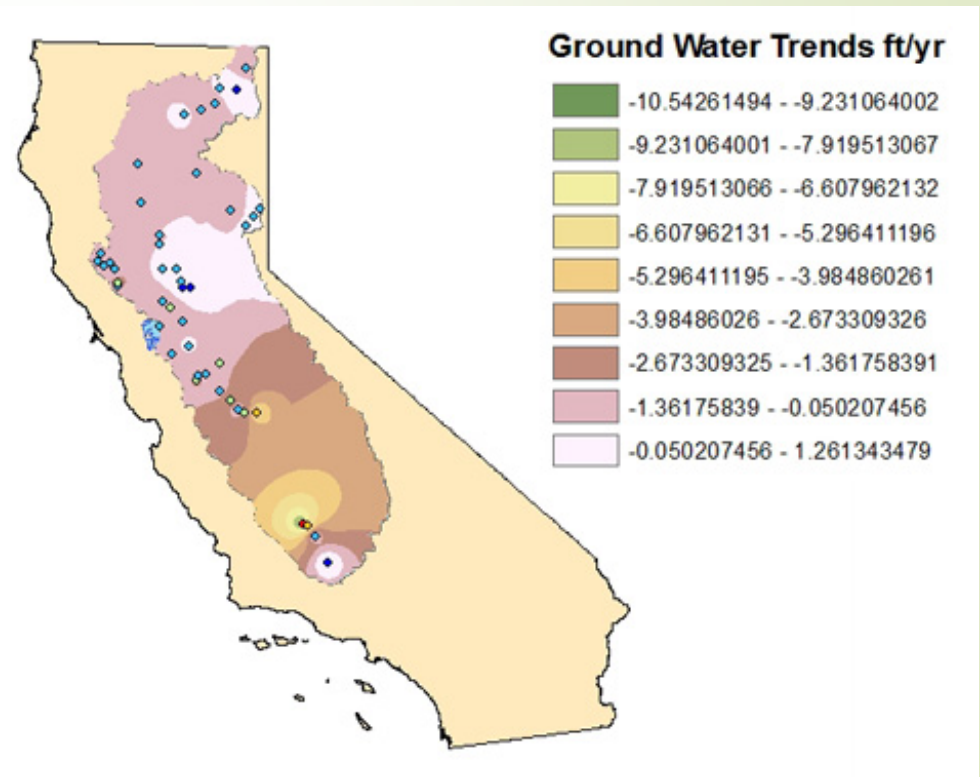 Ground Water Trends ft/yr
-10.54261494 - -9.231064002
-9.231064001 - -7.919513067
-7.919513066 - -6.607962132
-6.607962131 - -5.296411196
-5.296411195 - -3.984860261
-3.98486026 - -2.673309326
-2.673309325 - -1.361758391
-1.36175839 - -0.050207456
-0.050207456 - 1.261343479